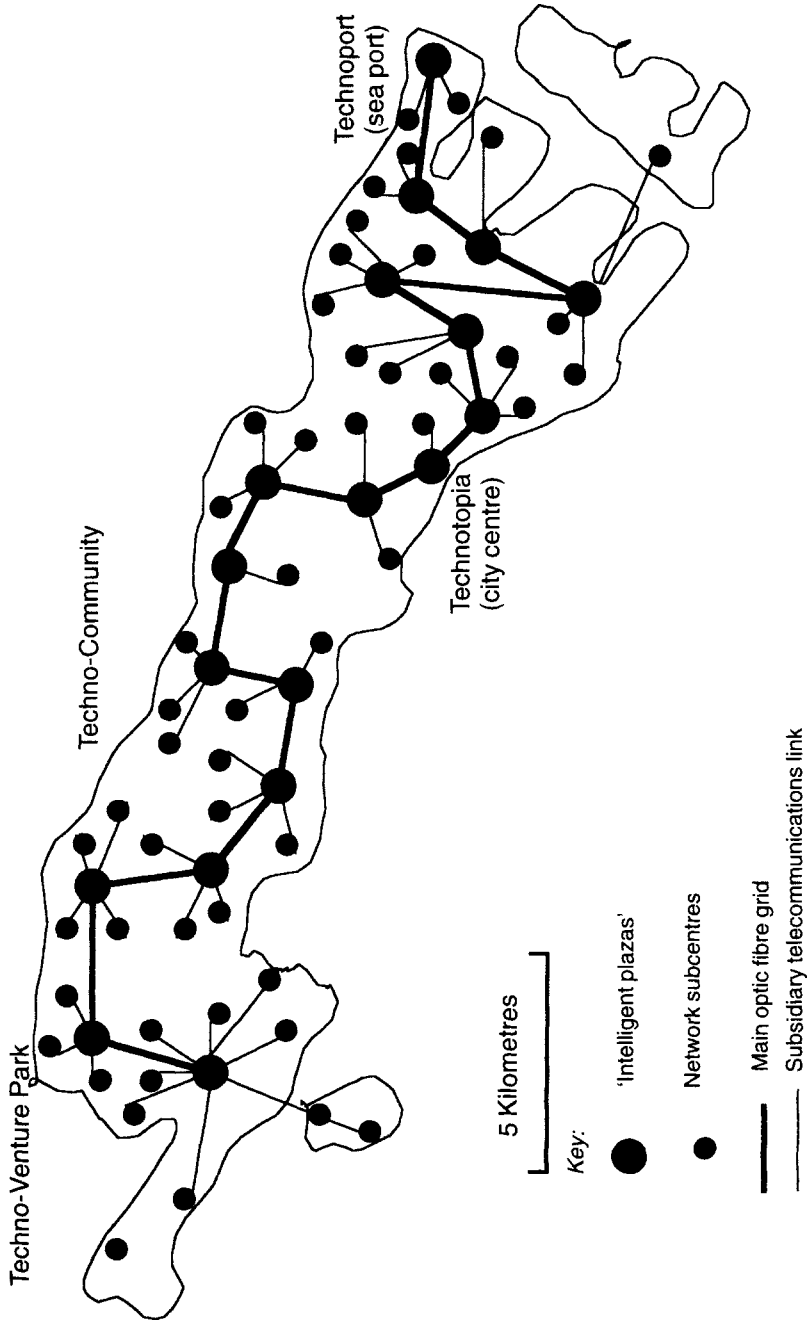 Techno-Venture Park
Techno-Community
Technotopia
(city centre)
Technoport
(sea port)
5 Kilometres
Key:
'Intelligent plazas'
Network subcentres
Main optic fibre grid
Subsidiary telecommunications link